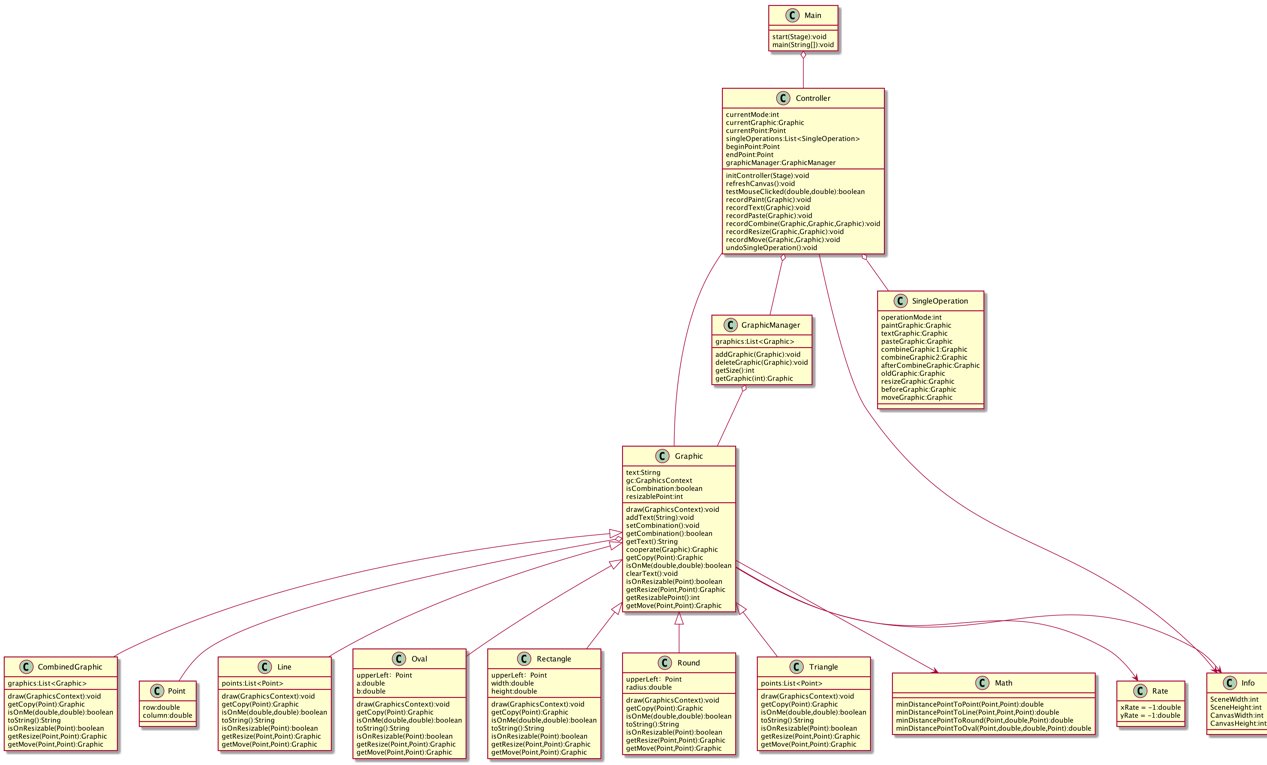 C Main
start(Stage):void
main(String[]):void
C Controller
currentMode:int
currentGraphic:Graphic
currentPoint:Point
singleOperations:List<SingleOperation>
beginPoint:Point
endPoint:Point
graphicManager:GraphicManager
initController(Stage):void
refreshCanvas():void
testMouseClicked(double,double):boolean
recordPaint(Graphic):void
recordText(Graphic):void
recordPaste(Graphic):void
recordCombine(Graphic,Graphic,Graphic):void
recordResize(Graphic,Graphic):void
recordMove(Graphic,Graphic):void
undoSingleOperation():void
C SingleOperation
operationMode:int
paintGraphic:Graphic
textGraphic:Graphic
pasteGraphic:Graphic
combineGraphic1:Graphic
combineGraphic2:Graphic
afterCombineGraphic:Graphic
oldGraphic:Graphic
resizeGraphic:Graphic
beforeGraphic:Graphic
moveGraphic:Graphic
C GraphicManager
graphics:List<Graphic>
addGraphic(Graphic):void
deleteGraphic(Graphic):void
getSize():int
getGraphic(int):Graphic
C Graphic
text:Stirng
gc:GraphicsContext
isCombination:boolean
resizablePoint:int
draw(GraphicsContext):void
addText(String):void
setCombination():void
getCombination():boolean
getText():String
cooperate(Graphic):Graphic
getCopy(Point):Graphic
isOnMe(double,double):boolean
clearText():void
isOnResizable(Point):boolean
getResize(Point,Point):Graphic
getResizablePoint():int
getMove(Point,Point):Graphic
C CombinedGraphic
graphics:List<Graphic>
draw(GraphicsContext):void
getCopy(Point):Graphic
isOnMe(double,double):boolean
toString():String
isOnResizable(Point):boolean
getResize(Point,Point):Graphic
getMove(Point,Point):Graphic
C Point
row:double
column:double
C Line
points:List<Point>
draw(GraphicsContext):void
getCopy(Point):Graphic
isOnMe(double,double):boolean
toString():String
isOnResizable(Point):boolean
getResize(Point,Point):Graphic
getMove(Point,Point):Graphic
C Oval
upperLeft：Point
a:double
b:double
draw(GraphicsContext):void
getCopy(Point):Graphic
isOnMe(double,double):boolean
toString():String
isOnResizable(Point):boolean
getResize(Point,Point):Graphic
getMove(Point,Point):Graphic
C Rectangle
upperLeft：Point
width:double
height:double
draw(GraphicsContext):void
getCopy(Point):Graphic
isOnMe(double,double):boolean
toString():String
isOnResizable(Point):boolean
getResize(Point,Point):Graphic
getMove(Point,Point):Graphic
C Round
upperLeft：Point
radius:double
draw(GraphicsContext):void
getCopy(Point):Graphic
isOnMe(double,double):boolean
toString():String
isOnResizable(Point):boolean
getResize(Point,Point):Graphic
getMove(Point,Point):Graphic
C Triangle
points:List<Point>
draw(GraphicsContext):void
getCopy(Point):Graphic
isOnMe(double,double):boolean
toString():String
isOnResizable(Point):boolean
getResize(Point,Point):Graphic
getMove(Point,Point):Graphic
C Math
minDistancePointToPoint(Point,Point):double
minDistancePointToLine(Point,Point,Point):double
minDistancePointToRound(Point,double,Point):double
minDistancePointToOval(Point,double,double,Point):double
C Rate
xRate = -1:double
yRate = -1:double
C Info
SceneWidth:int
SceneHeight:int
CanvasWidth:int
CanvasHeight:int